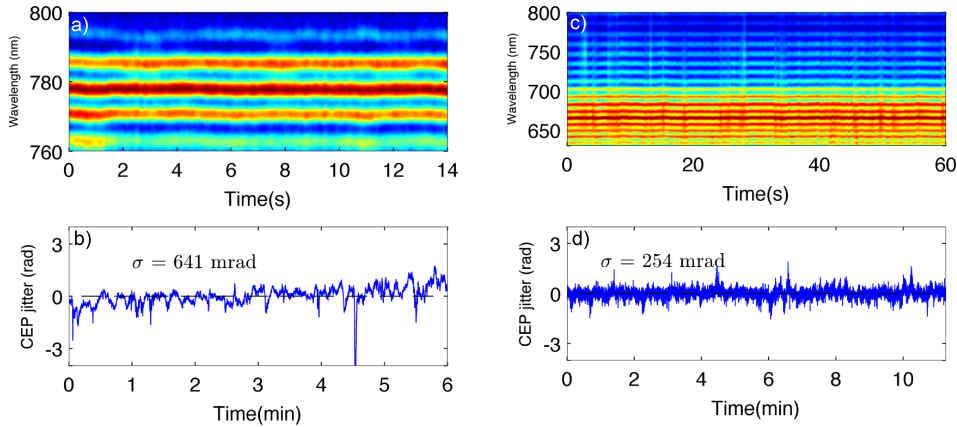 a)
Wavelength (nm)
800
780
760
0 2 4 6 8 10 12 14
Time(s)
c)
Wavelength (nm)
800
750
700
650
0 20 40 60
Time(s)
b)
σ = 641 mrad
CEP jitter (rad)
3
0
-3
0 1 2 3 4 5 6
Time(min)
d)
σ = 254 mrad
CEP jitter (rad)
3
0
-3
0 2 4 6 8 10
Time(min)